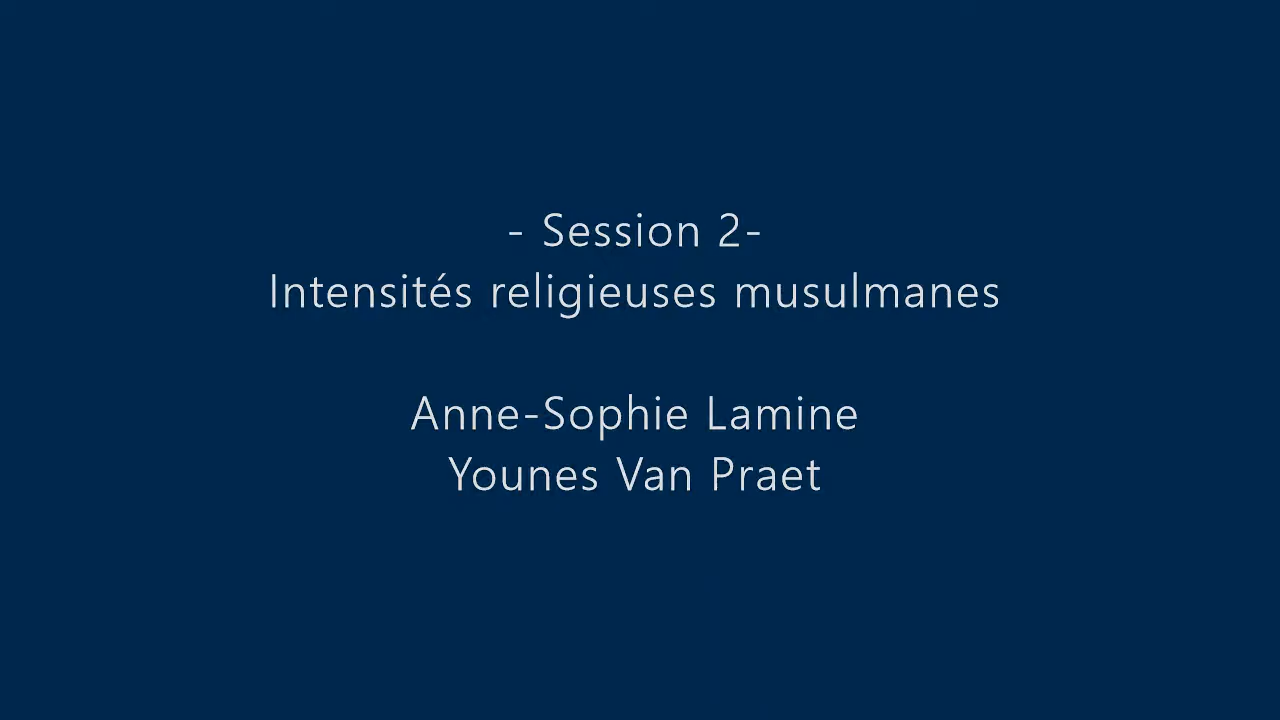 - Session 2-
Intensités religieuses musulmanes
Anne-Sophie Lamine
Younes Van Praet